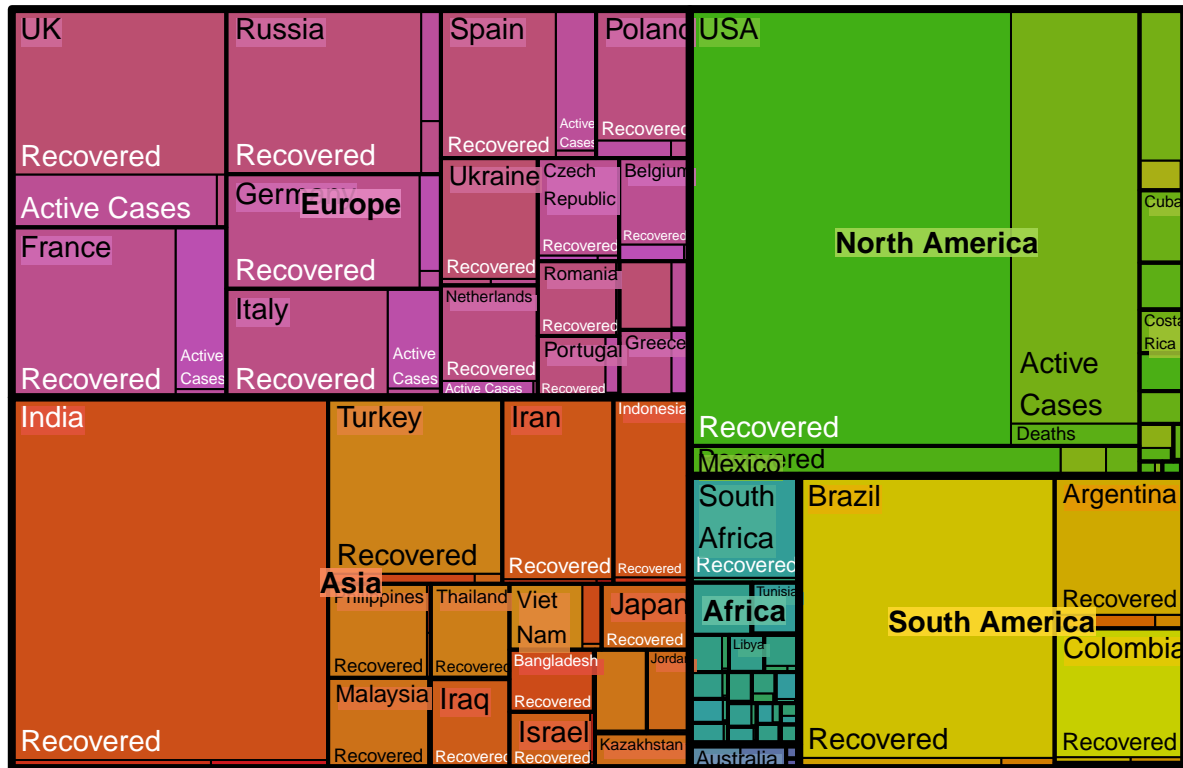 UK
Recovered
Active Cases
Russia
Recovered
Spain
Recovered
Active
Cases
Poland
Recovered
France
Recovered
Active
Cases
Germany
Recovered
Europe
Italy
Recovered
Active
Cases
Ukraine
Recovered
Czech
Republic
Recovered
Belgium
Recovered
Netherlands
Recovered
Active Cases
Romania
Recovered
Portugal
Recovered
Greece
USA
Recovered
North America
Active
Cases
Deaths
Mexico
Recovered
Cuba
Costa
Rica
India
Recovered
Asia
Turkey
Recovered
Iran
Recovered
Indonesia
Recovered
Philippines
Recovered
Thailand
Recovered
Viet
Nam
Japan
Recovered
Malaysia
Recovered
Iraq
Recovered
Bangladesh
Recovered
Israel
Recovered
Jordan
Kazakhstan
South
Africa
Recovered
Africa
Tunisia
Libya
Australia
Brazil
Recovered
South America
Argentina
Recovered
Colombia
Recovered